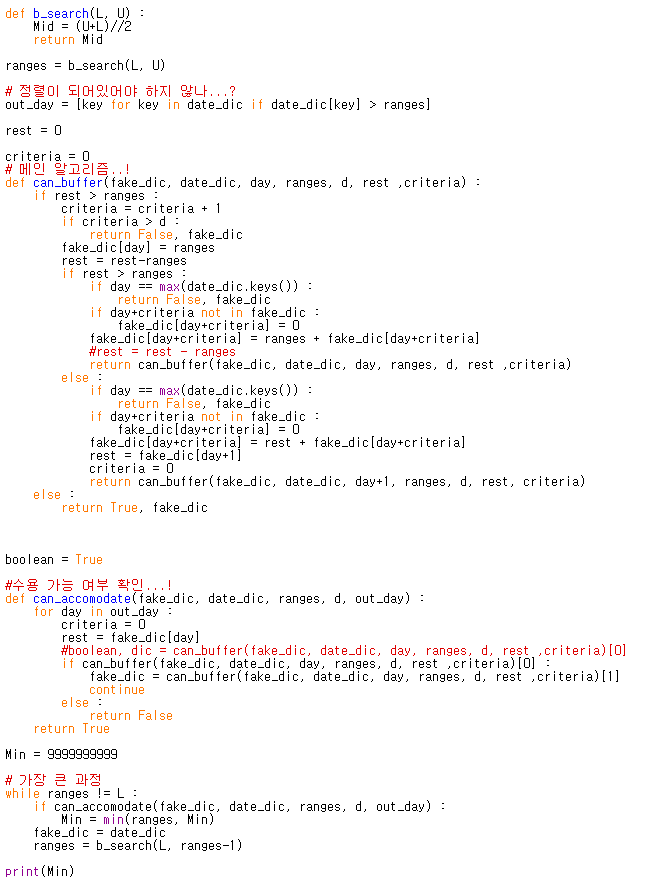 def b_search(L, U) :
    Mid = (U+L)//2
    return Mid

ranges = b_search(L, U)

# 정렬이 되어있어야 하지 않나...?
out_day = [key for key in date_dic if date_dic[key] > ranges]

rest = 0

criteria = 0
# 메인 알고리즘..!
def can_buffer(fake_dic, date_dic, day, ranges, d, rest ,criteria) :
    if rest > ranges :
        criteria = criteria + 1
        if criteria > d :
            return False, fake_dic
        fake_dic[day] = ranges
        rest = rest-ranges
        if rest > ranges :
            if day == max(date_dic.keys()) :
                return False, fake_dic
            if day+criteria not in fake_dic :
                fake_dic[day+criteria] = 0
            fake_dic[day+criteria] = ranges + fake_dic[day+criteria]
            #rest = rest - ranges
            return can_buffer(fake_dic, date_dic, day, ranges, d, rest ,criteria)
        else :
            if day == max(date_dic.keys()) :
                return False, fake_dic
            if day+criteria not in fake_dic :
                fake_dic[day+criteria] = 0
            fake_dic[day+criteria] = rest + fake_dic[day+criteria]
            rest = fake_dic[day+1]
            criteria = 0
            return can_buffer(fake_dic, date_dic, day+1, ranges, d, rest, criteria)
    else :
        return True, fake_dic

boolean = True

#수용 가능 여부 확인...!
def can_accomodate(fake_dic, date_dic, ranges, d, out_day) :
    for day in out_day :
        criteria = 0
        rest = fake_dic[day]
        #boolean, dic = can_buffer(fake_dic, date_dic, day, ranges, d, rest ,criteria)[0]
        if can_buffer(fake_dic, date_dic, day, ranges, d, rest ,criteria)[0] :
            fake_dic = can_buffer(fake_dic, date_dic, day, ranges, d, rest ,criteria)[1]
            continue
        else :
            return False
    return True

Min = 9999999999

# 가장 큰 과정
while ranges != L :
    if can_accomodate(fake_dic, date_dic, ranges, d, out_day) :
        Min = min(ranges, Min)
    fake_dic = date_dic
    ranges = b_search(L, ranges-1)

print(Min)